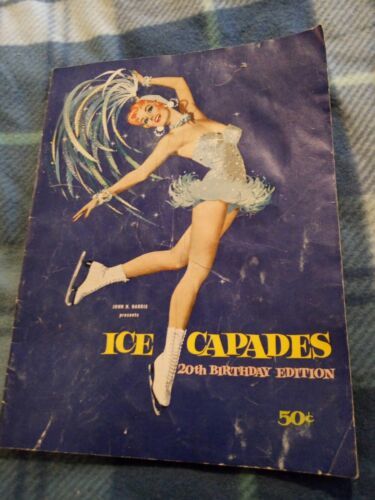 JOHN H. HARRIS
presents
ICE CAPADES
20th BIRTHDAY EDITION
50¢